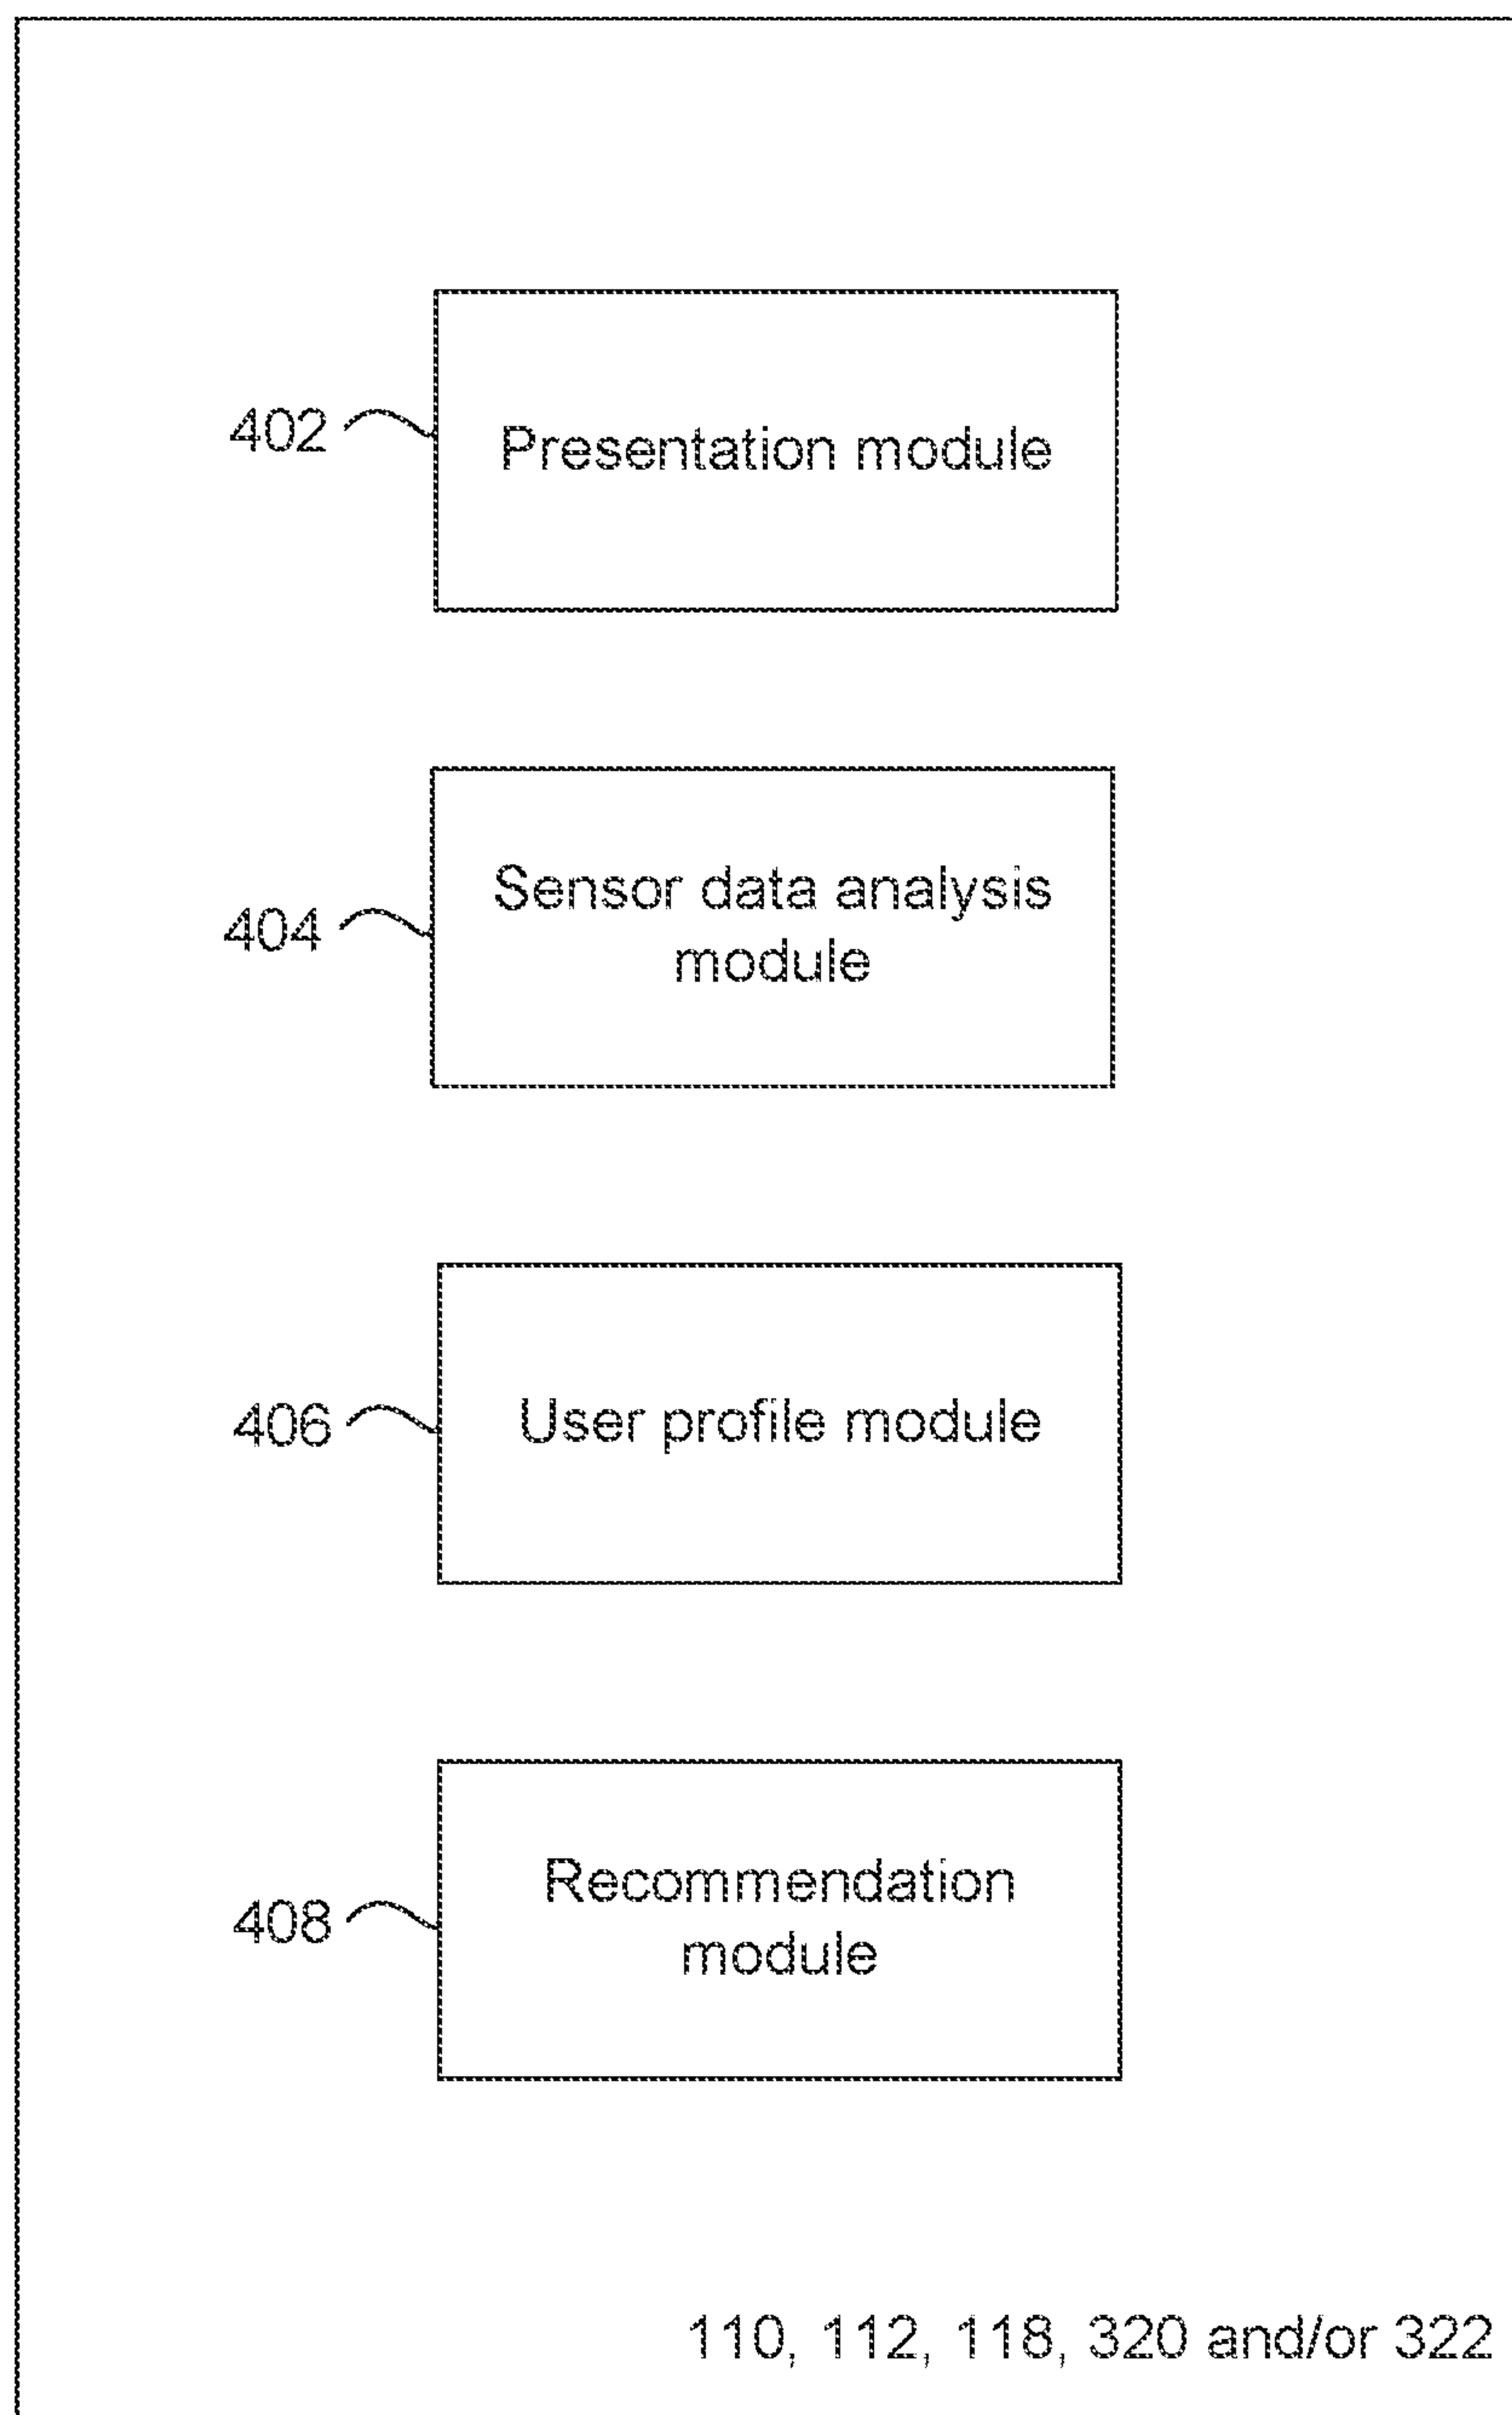 402
Presentation module
404
Sensor data analysis
module
406
User profile module
408
Recommendation
module
110, 112, 118, 320 and/or 322